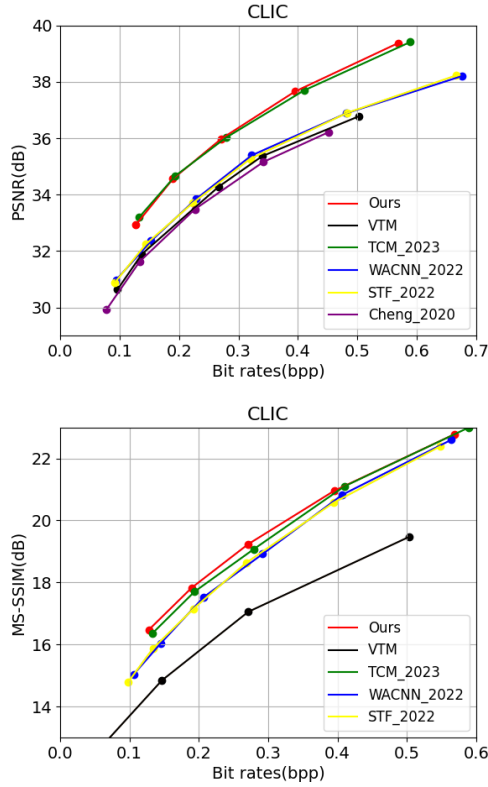 CLIC
40
38
36
34
32
30
PSNR(dB)
Ours
VTM
TCM_2023
WACNN_2022
STF_2022
Cheng_2020
0.0 0.1 0.2 0.3 0.4 0.5 0.6 0.7
Bit rates(bpp)
CLIC
22
20
18
16
14
MS-SSIM(dB)
Ours
VTM
TCM_2023
WACNN_2022
STF_2022
0.0 0.1 0.2 0.3 0.4 0.5 0.6
Bit rates(bpp)